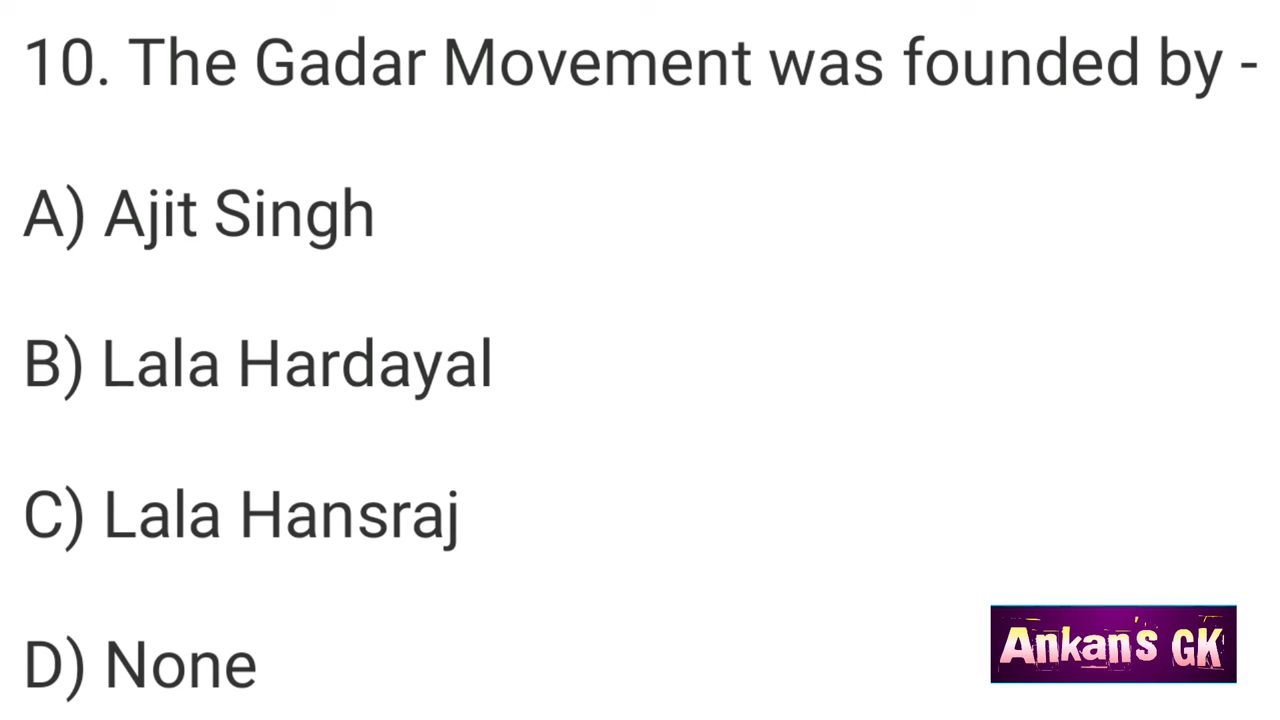 10. The Gadar Movement was founded by -
A) Ajit Singh
B) Lala Hardayal
C) Lala Hansraj
D) None
Ankan's GK